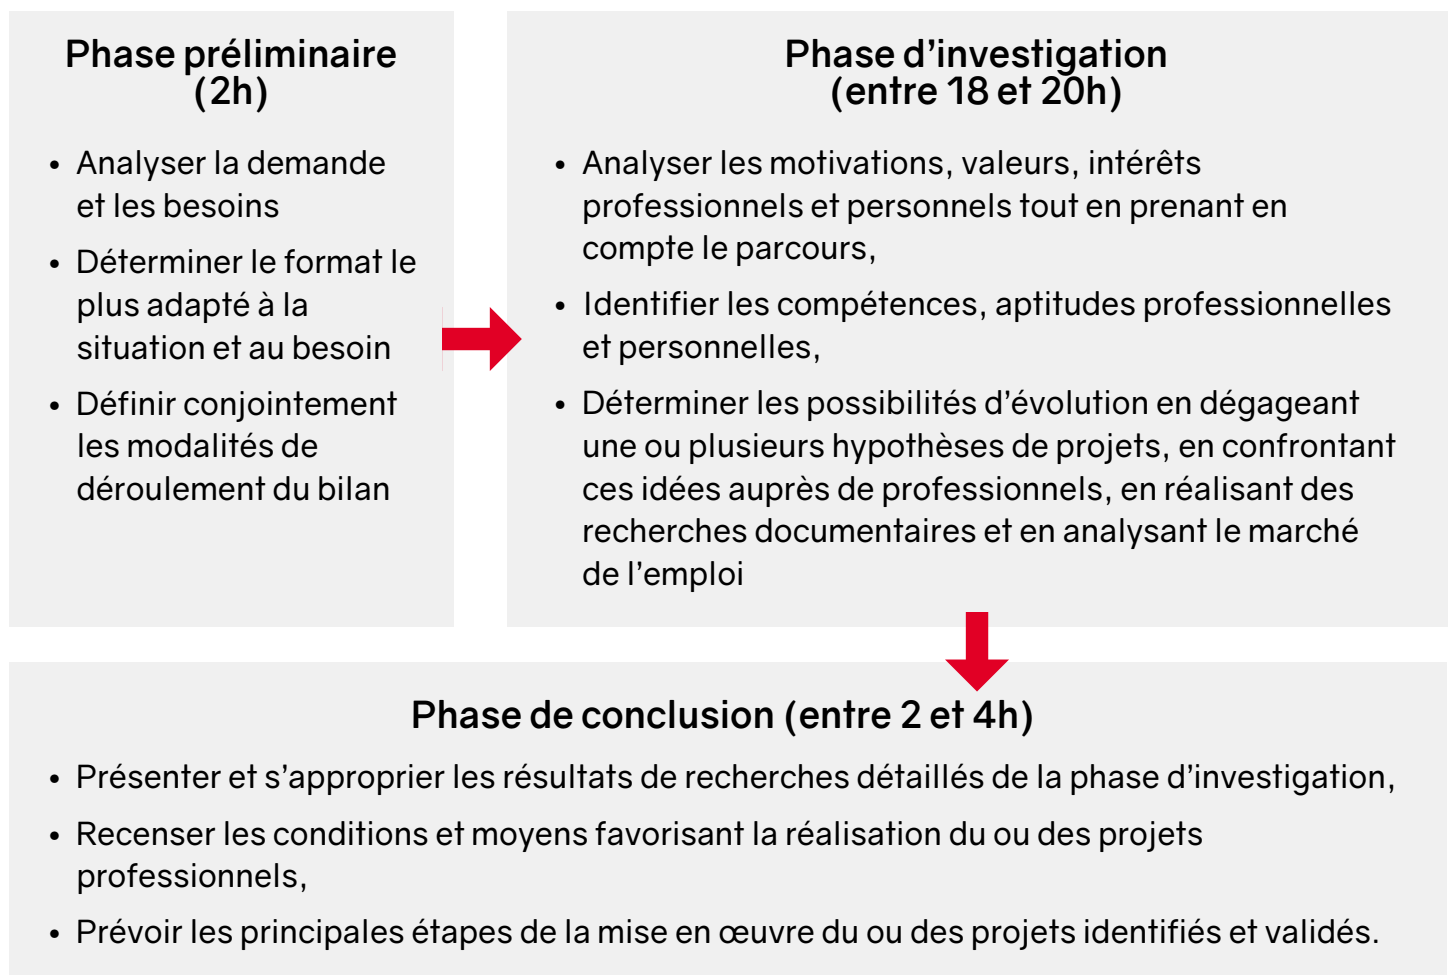 Phase préliminaire
(2h)
• Analyser la demande
et les besoins
• Déterminer le format le
plus adapté à la
situation et au besoin
• Définir conjointement
les modalités de
déroulement du bilan
Phase d’investigation
(entre 18 et 20h)
• Analyser les motivations, valeurs, intérêts
professionnels et personnels tout en prenant en
compte le parcours,
• Identifier les compétences, aptitudes professionnelles
et personnelles,
• Déterminer les possibilités d’évolution en dégageant
une ou plusieurs hypothèses de projets, en confrontant
ces idées auprès de professionnels, en réalisant des
recherches documentaires et en analysant le marché
de l’emploi
Phase de conclusion (entre 2 et 4h)
• Présenter et s’approprier les résultats de recherches détaillés de la phase d’investigation,
• Recenser les conditions et moyens favorisant la réalisation du ou des projets
professionnels,
• Prévoir les principales étapes de la mise en œuvre du ou des projets identifiés et validés.